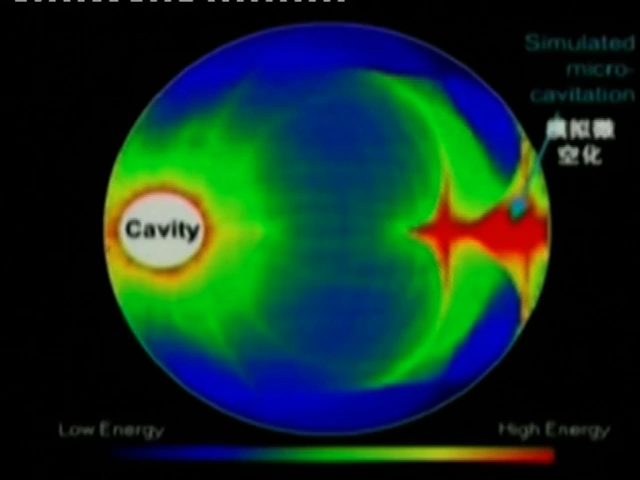 Simulated
micro-
cavitation
模拟微
空化
Cavity
Low Energy
High Energy